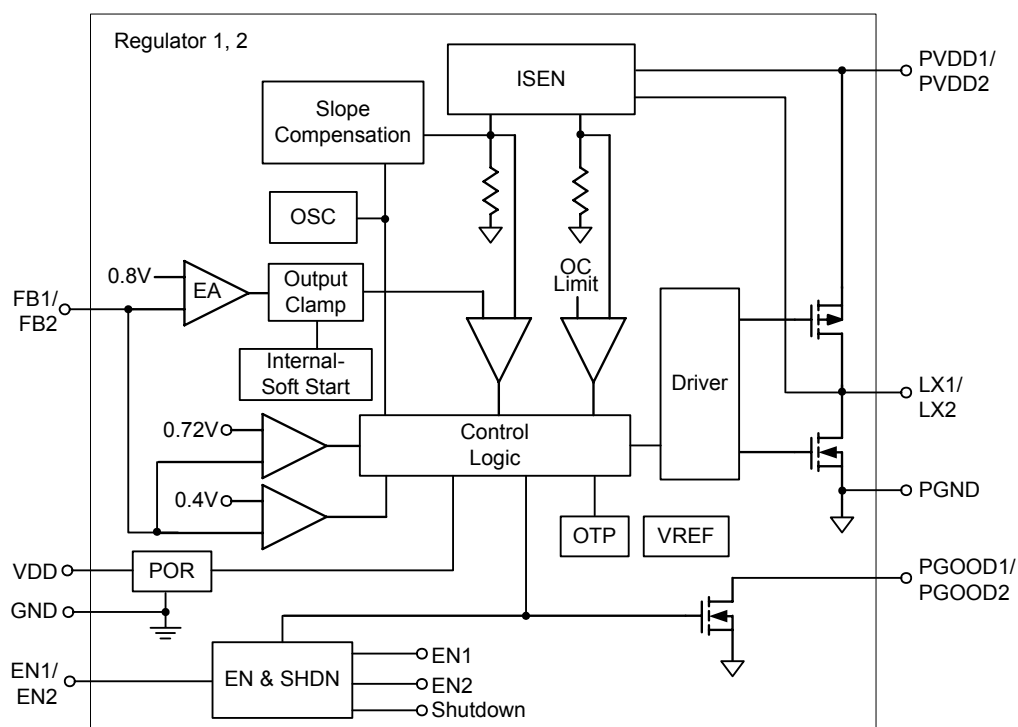 Regulator 1, 2
ISEN
PVDD1/
PVDD2
Slope
Compensation
OSC
OC
Limit
0.8V
EA
Output
Clamp
FB1/
FB2
Internal-
Soft Start
Driver
LX1/
LX2
0.72V
Control
Logic
0.4V
PGND
OTP
VREF
VDD
POR
PGOOD1/
PGOOD2
GND
EN1/
EN2
EN & SHDN
EN1
EN2
Shutdown